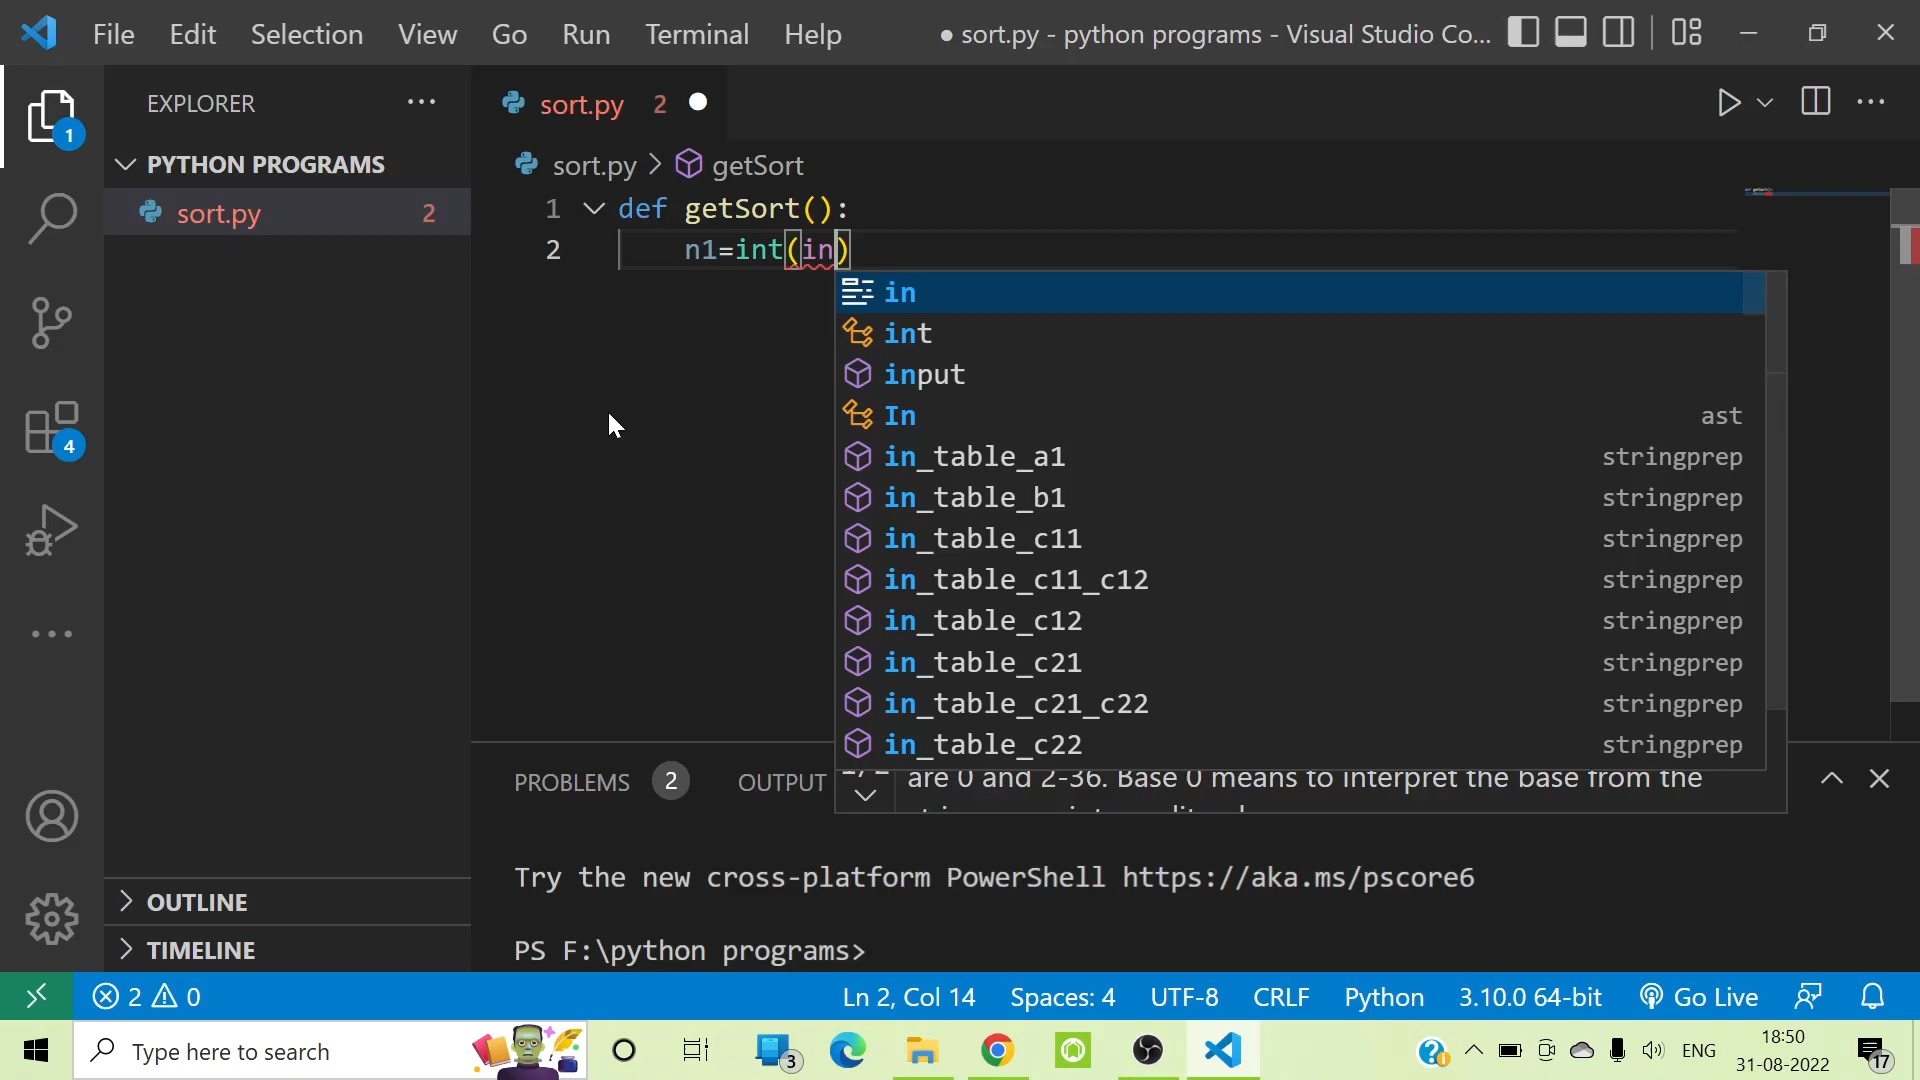 File Edit Selection View Go Run Terminal Help ● sort.py - python programs - Visual Studio Co...
EXPLORER ...
1
sort.py 2
PYTHON PROGRAMS
sort.py > getSort
sort.py 2
1 def getSort():
2 n1=int(in)
in
int
input
In ast
in_table_a1 stringprep
4
in_table_b1 stringprep
in_table_c11 stringprep
in_table_c11_c12 stringprep
in_table_c12 stringprep
in_table_c21 stringprep
in_table_c21_c22 stringprep
in_table_c22 stringprep
PROBLEMS 2 OUTPUT
are 0 and 2-36. Base 0 means to interpret the base from the
Try the new cross-platform PowerShell https://aka.ms/pscore6
OUTLINE
TIMELINE
PS F:\python programs>
2 0 Ln 2, Col 14 Spaces: 4 UTF-8 CRLF Python 3.10.0 64-bit Go Live
Type here to search
3
ENG
18:50
31-08-2022
17